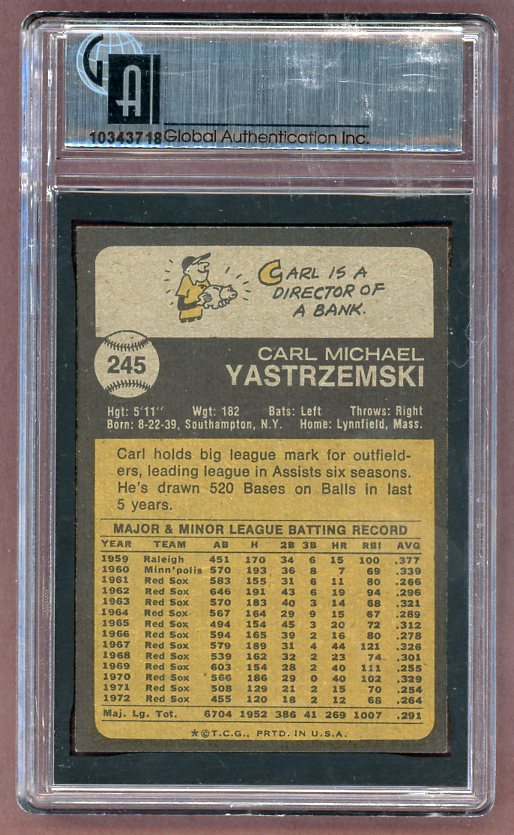 GA
10343718 Global Authentication Inc.
CARL IS A
DIRECTOR OF
A BANK.
245
CARL MICHAEL
YASTRZEMSKI
Hgt: 5'11" Wgt: 182 Bats: Left Throws: Right
Born: 8-22-39, Southampton, N.Y. Home: Lynnfield, Mass.
Carl holds big league mark for outfield-
ers, leading league in Assists six seasons.
He's drawn 520 Bases on Balls in last
5 years.
MAJOR & MINOR LEAGUE BATTING RECORD
YEAR TEAM AB H 2B 3B HR RBI AVG
1959 Raleigh 451 170 34 6 15 100 .377
1960 Minn'polis 570 193 36 8 7 69 .339
1961 Red Sox 583 155 31 6 11 80 .266
1962 Red Sox 646 191 43 6 19 94 .296
1963 Red Sox 570 183 40 3 14 68 .321
1964 Red Sox 567 164 29 9 15 67 .289
1965 Red Sox 494 154 45 3 20 72 .312
1966 Red Sox 594 165 39 2 16 80 .278
1967 Red Sox 579 189 31 4 44 121 .326
1968 Red Sox 539 162 32 2 23 74 .301
1969 Red Sox 603 154 28 2 40 111 .255
1970 Red Sox 566 186 29 0 40 102 .329
1971 Red Sox 508 129 21 2 15 70 .254
1972 Red Sox 455 120 18 2 12 68 .264
Maj. Lg. Tot. 6704 1952 386 41 269 1007 .291
★©T.C.G., PRTD. IN U.S.A.